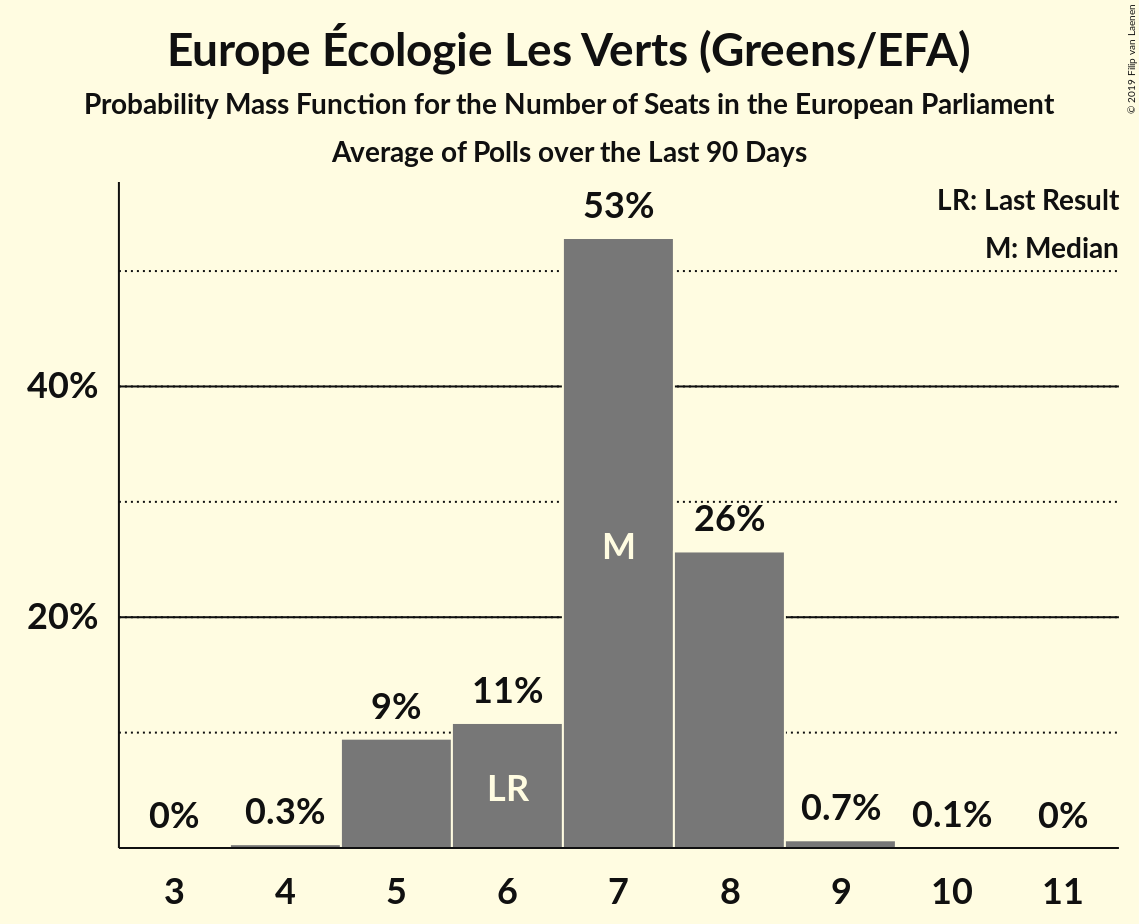 Europe Écologie Les Verts (Greens/EFA)
Probability Mass Function for the Number of Seats in the European Parliament
Average of Polls over the Last 90 Days
© 2019 Filip van Laenen
LR: Last Result
M: Median
53%
40%
26%
M
20%
11%
9%
LR
0%
0.3%
0.7%
0.1%
0%
3 4 5 6 7 8 9 10 11